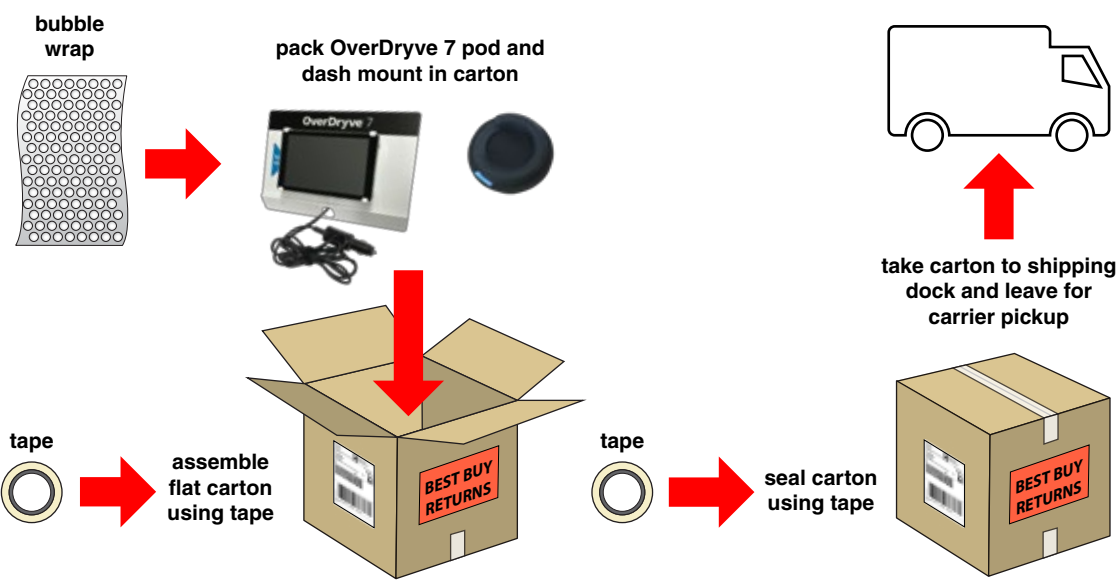 bubble
wrap
pack OverDryve 7 pod and
dash mount in carton
OverDryve 7
take carton to shipping
dock and leave for
carrier pickup
tape
assemble
flat carton
using tape
BEST BUY
RETURNS
tape
seal carton
using tape
BEST BUY
RETURNS